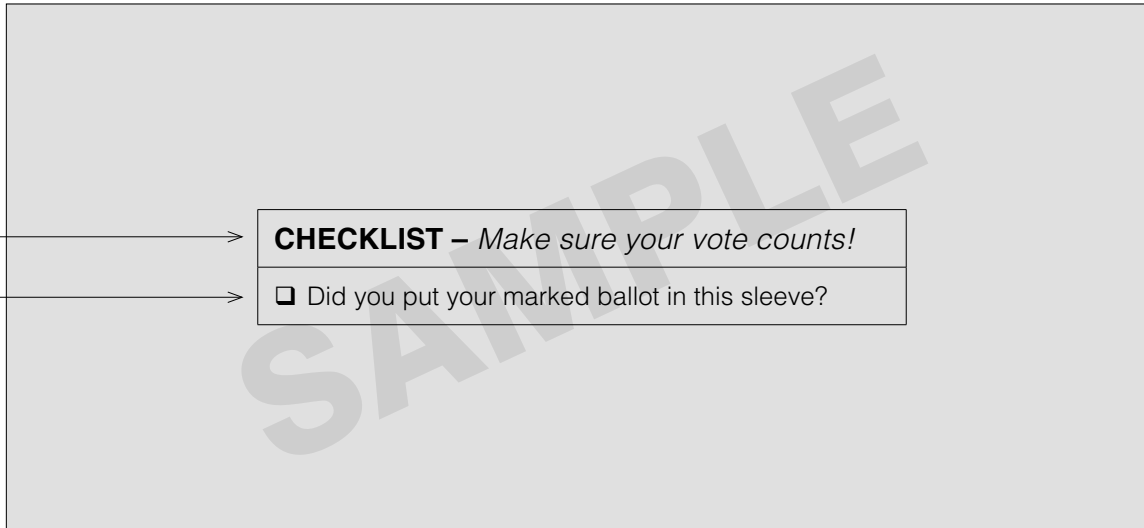 SAMPLE
CHECKLIST – Make sure your vote counts!
❑ Did you put your marked ballot in this sleeve?